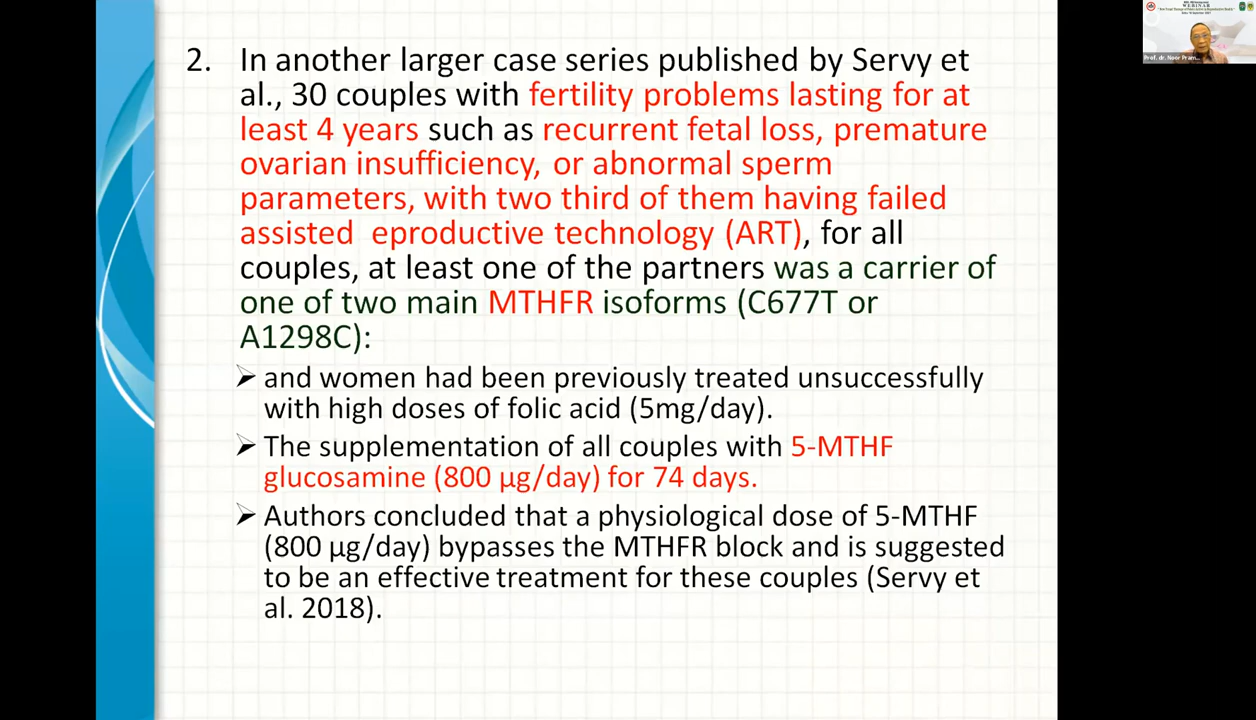 WEBINAR
2. In another larger case series published by Servy et
al., 30 couples with fertility problems lasting for at
least 4 years such as recurrent fetal loss, premature
ovarian insufficiency, or abnormal sperm
parameters, with two third of them having failed
assisted eproductive technology (ART), for all
couples, at least one of the partners was a carrier of
one of two main MTHFR isoforms (C677T or
A1298C):
➢ and women had been previously treated unsuccessfully
with high doses of folic acid (5mg/day).
➢ The supplementation of all couples with 5-MTHF
glucosamine (800 µg/day) for 74 days.
➢ Authors concluded that a physiological dose of 5-MTHF
(800 µg/day) bypasses the MTHFR block and is suggested
to be an effective treatment for these couples (Servy et
al. 2018).
Prof. dr. Noor Pram...